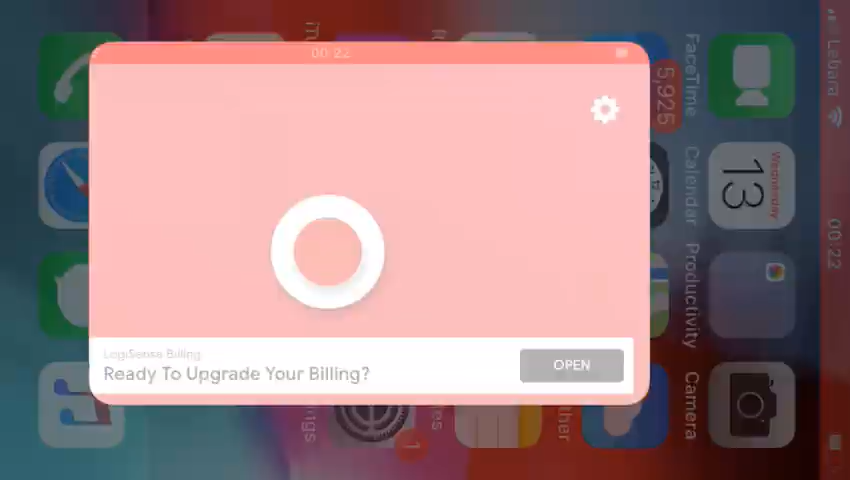 00:22
LogiSense Billing
Ready To Upgrade Your Billing?
OPEN
Lebara
00:22
FaceTime
5,925
Calendar
Wednesday
13
Productivity
Camera
1